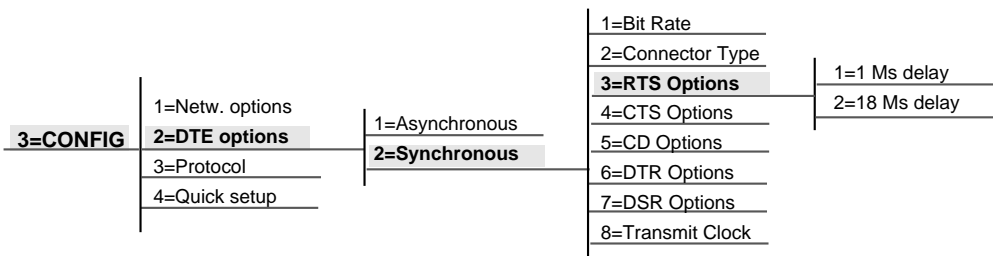 3=CONFIG
1=Netw. options
2=DTE options
3=Protocol
4=Quick setup
1=Asynchronous
2=Synchronous
1=Bit Rate
2=Connector Type
3=RTS Options
4=CTS Options
5=CD Options
6=DTR Options
7=DSR Options
8=Transmit Clock
1=1 Ms delay
2=18 Ms delay